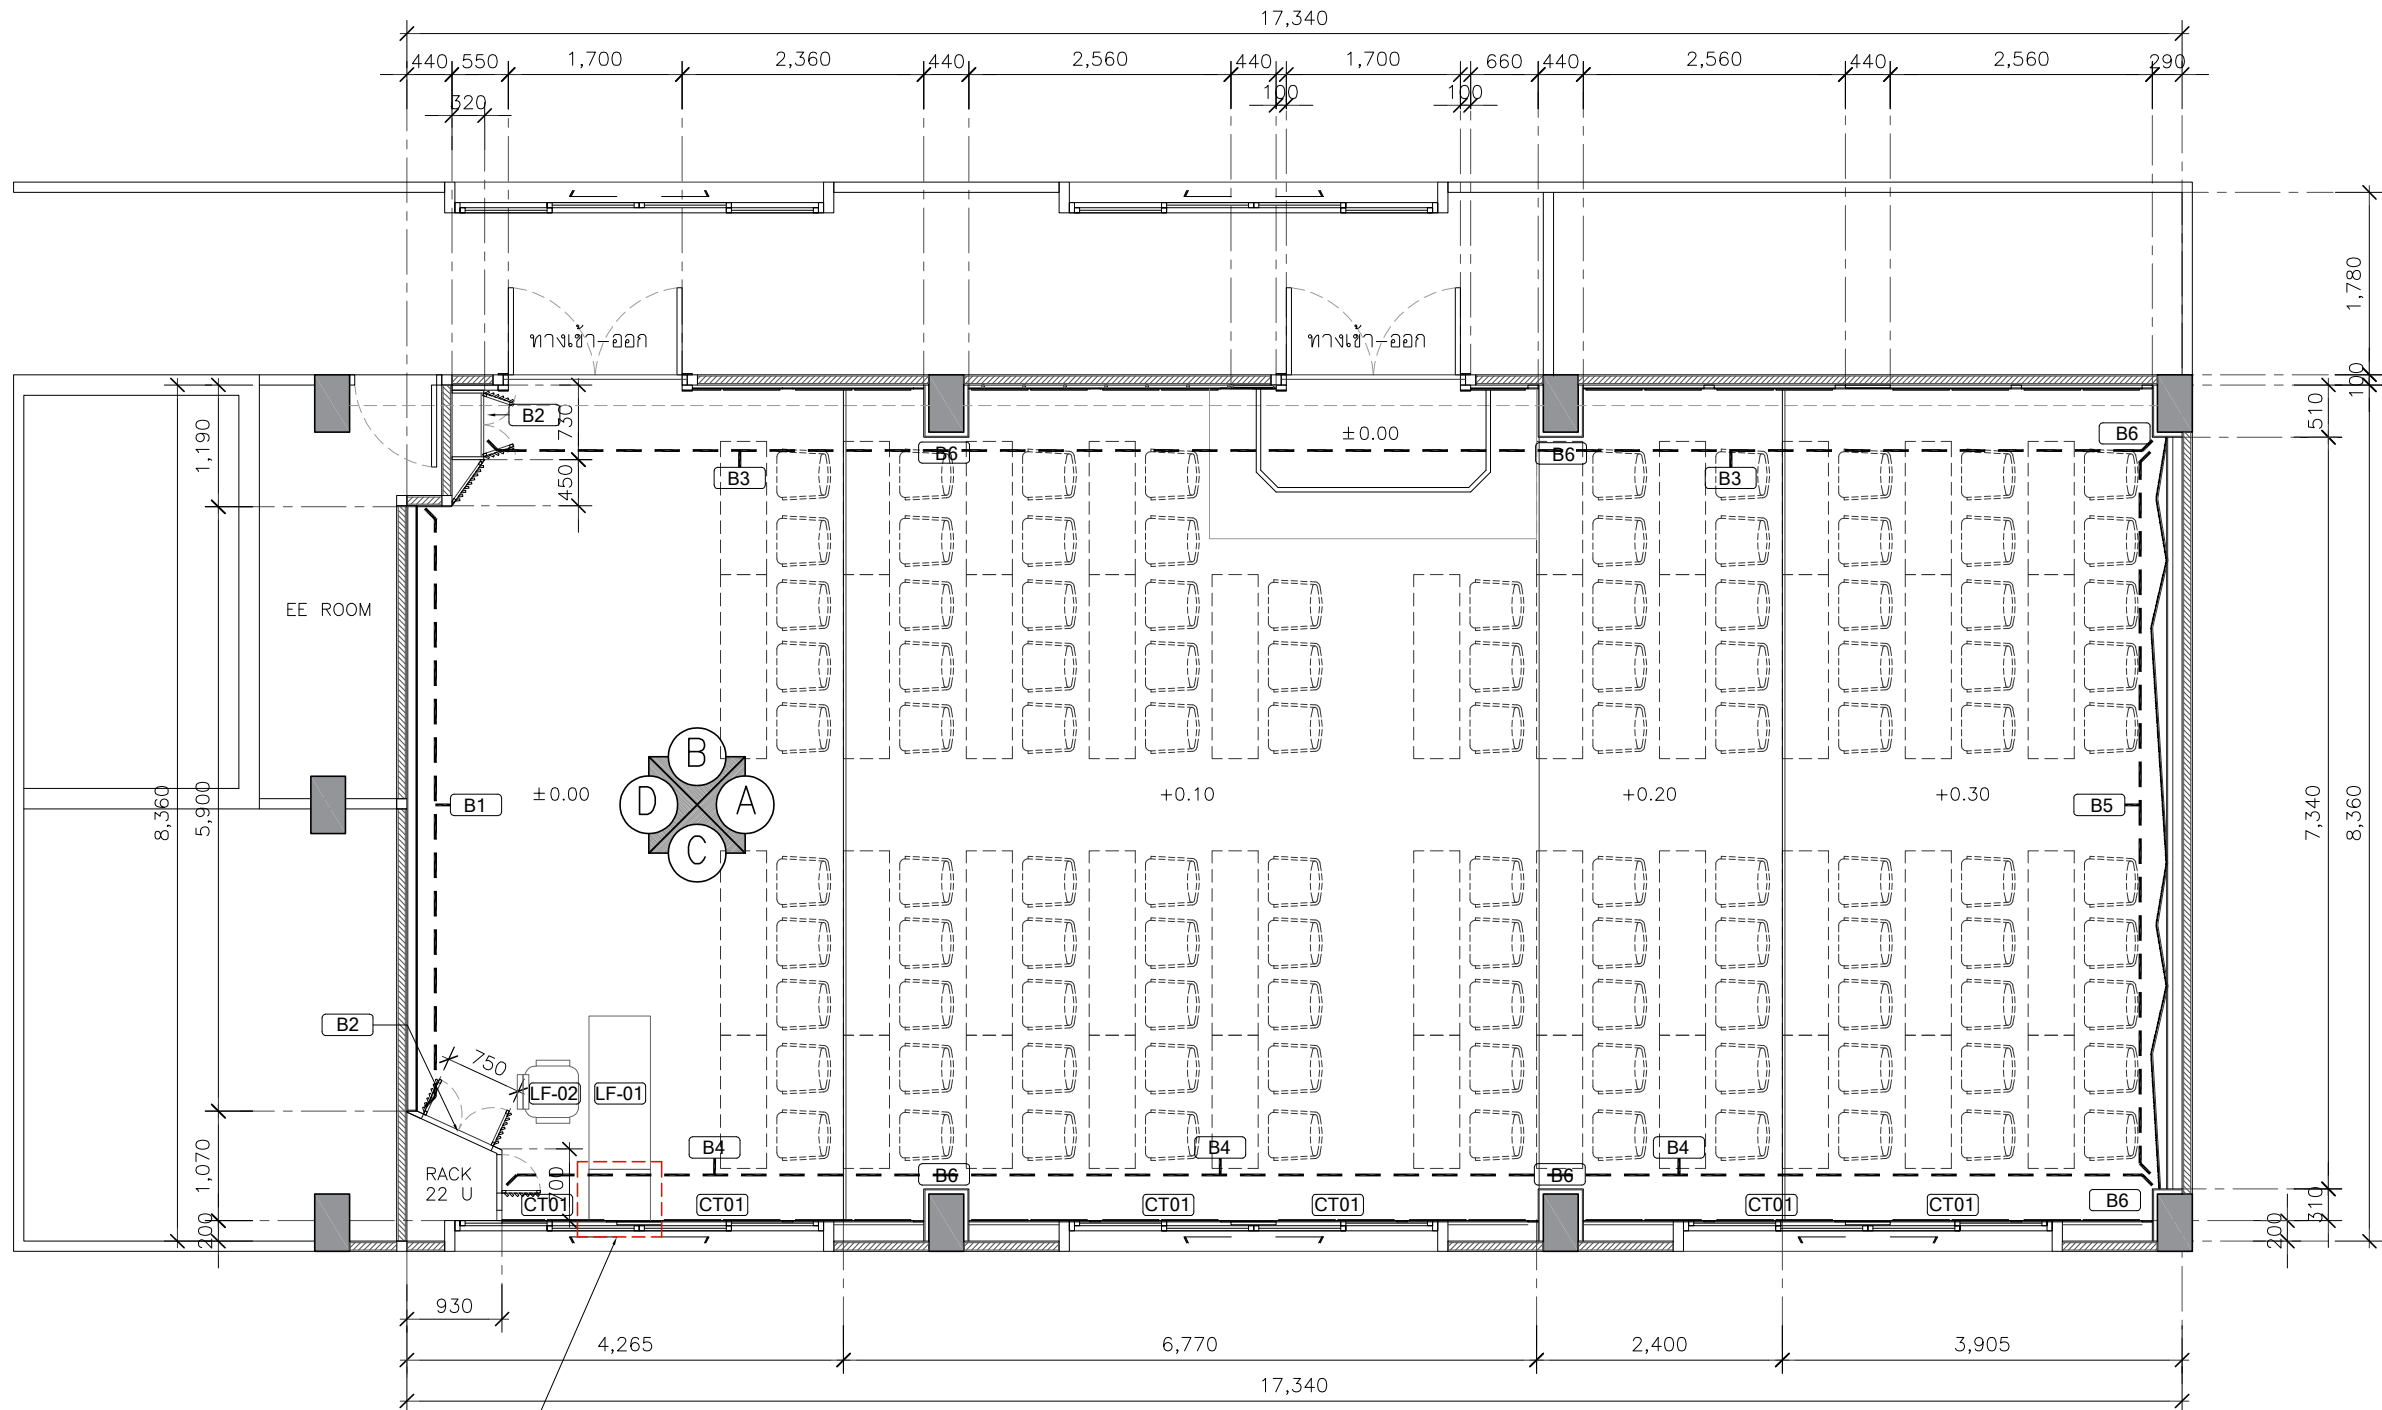 17,340
440 550 1,700 2,360 440 2,560 440 1,700 660 440 2,560 440 2,560 290
320 100 100
1,780
100
ทางเข้า-ออก ทางเข้า-ออก
B2 730 ±0.00 B6 510
1,190 450 B3 B6 B6 B3
EE ROOM
B
8,360 5,900 B1 ±0.00 D A +0.10 +0.20 +0.30 B5 7,340 8,360
C
B2
750 LF-02 LF-01
1,070 RACK 700 B4 B4 B4
22 U B6 B6
CT01 CT01 CT01 CT01 CT01 CT01 B6 310
200 200
930
4,265 6,770 2,400 3,905
17,340